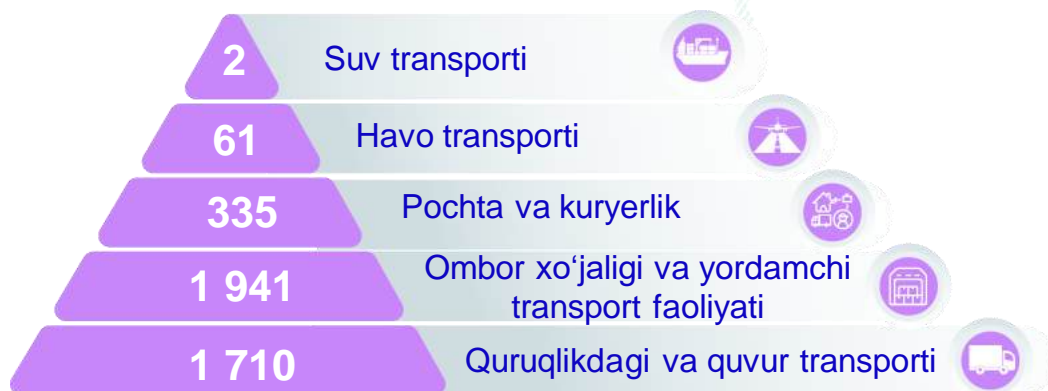 2 Suv transporti
61 Havo transporti
335 Pochta va kuryerlik
1 941 Ombor xo‘jaligi va yordamchi
transport faoliyati
1 710 Quruqlikdagi va quvur transporti